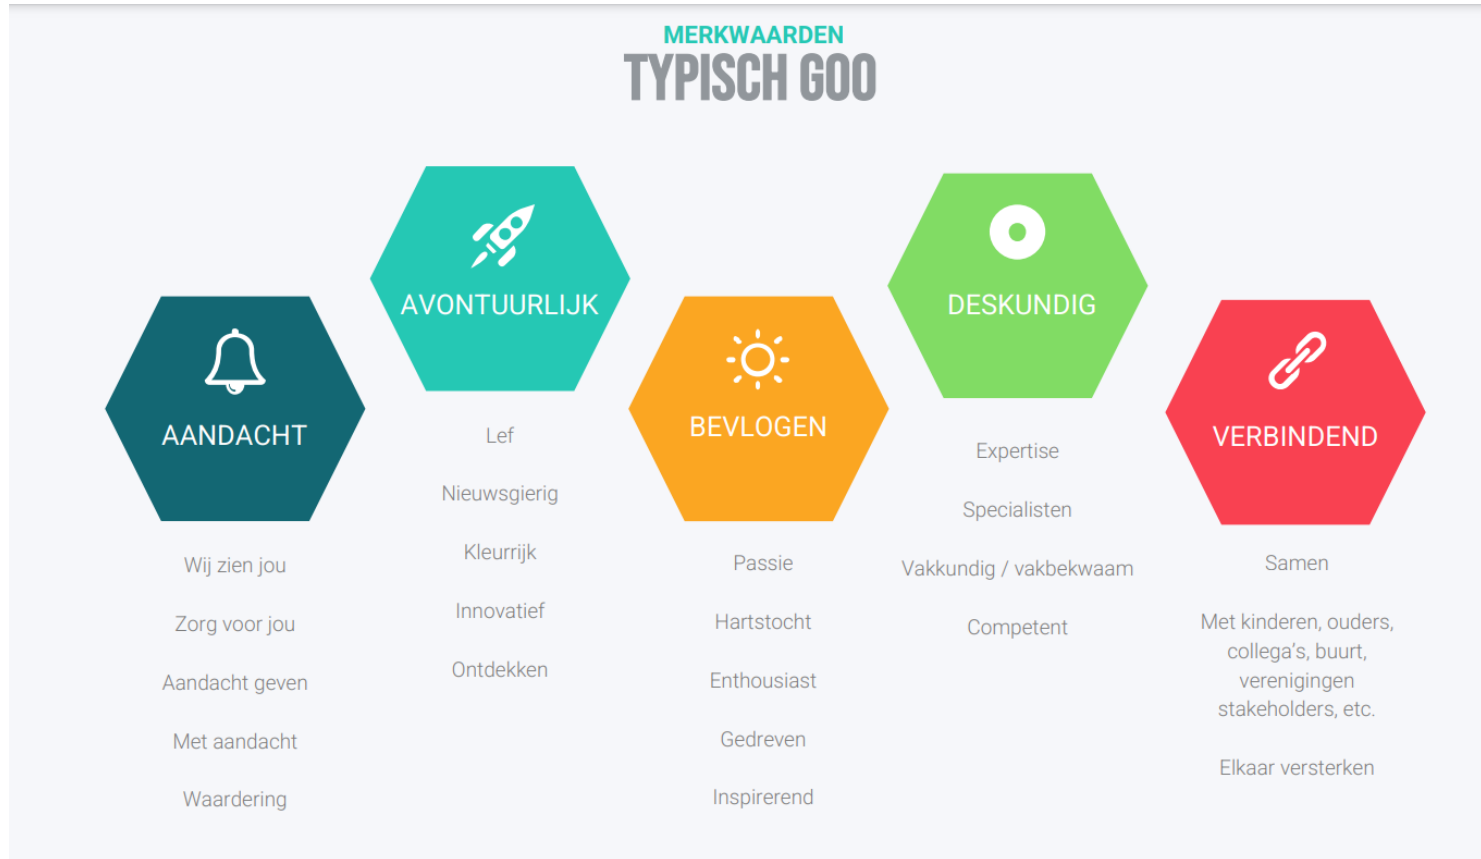 MERKWAARDEN
TYPISCH GOO
AANDACHT
Wij zien jou
Zorg voor jou
Aandacht geven
Met aandacht
Waardering
AVONTUURLIJK
Lef
Nieuwsgierig
Kleurrijk
Innovatief
Ontdekken
BEVLOGEN
Passie
Hartstocht
Enthousiast
Gedreven
Inspirerend
DESKUNDIG
Expertise
Specialisten
Vakkundig / vakbekwaam
Competent
VERBINDEND
Samen
Met kinderen, ouders,
collega's, buurt,
verenigingen
stakeholders, etc.
Elkaar versterken